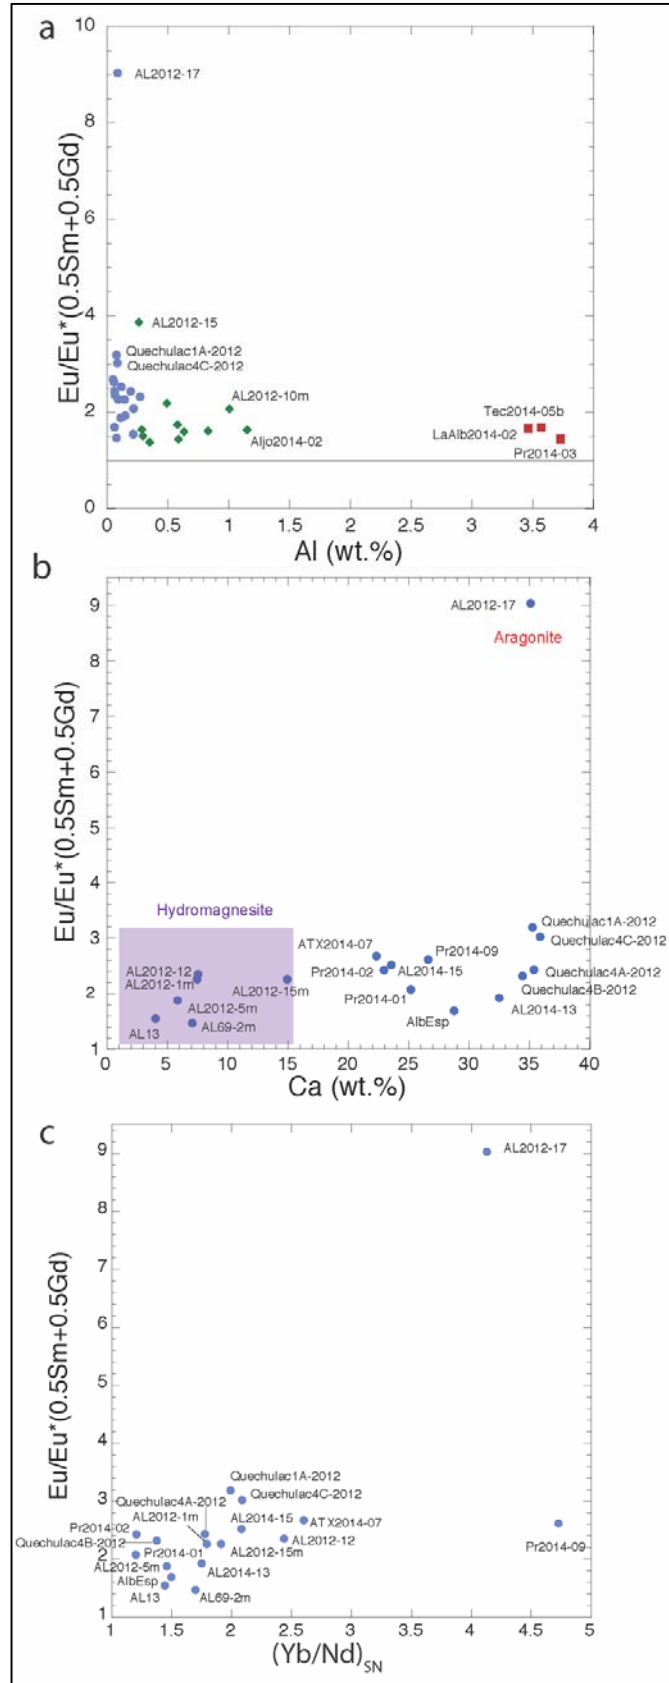 a
10
8
6
4
2
0
Eu/Eu*(0.5Sm+0.5Gd)
AL2012-17
AL2012-15
Quechulac1A-2012
Quechulac4C-2012
AL2012-10m
Aljo2014-02
Tec2014-05b
LaAlb2014-02
Pr2014-03
0 0.5 1 1.5 2 2.5 3 3.5 4
Al (wt.%)
b
9
8
7
6
5
4
3
2
1
Eu/Eu*(0.5Sm+0.5Gd)
AL2012-17
Aragonite
Hydromagnesite
Quechulac1A-2012
ATX2014-07
Pr2014-09
Quechulac4C-2012
AL2012-12
Pr2014-02
AL2014-15
Quechulac4A-2012
AL2012-1m
AL2012-15m
Quechulac4B-2012
Pr2014-01
AL2012-5m
AL2014-13
AlbEsp
AL13
AL69-2m
0 5 10 15 20 25 30 35 40
Ca (wt.%)
c
9
8
7
6
5
4
3
2
1
Eu/Eu*(0.5Sm+0.5Gd)
AL2012-17
Quechulac1A-2012
Quechulac4A-2012
Quechulac4C-2012
AL2012-1m
AL2014-15
ATX2014-07
Pr2014-02
Quechulac4B-2012
AL2012-12
Pr2014-09
Pr2014-01
AL2012-15m
AL2012-5m
AL2014-13
AlbEsp
AL13
AL69-2m
1 1.5 2 2.5 3 3.5 4 4.5 5
(Yb/Nd)SN